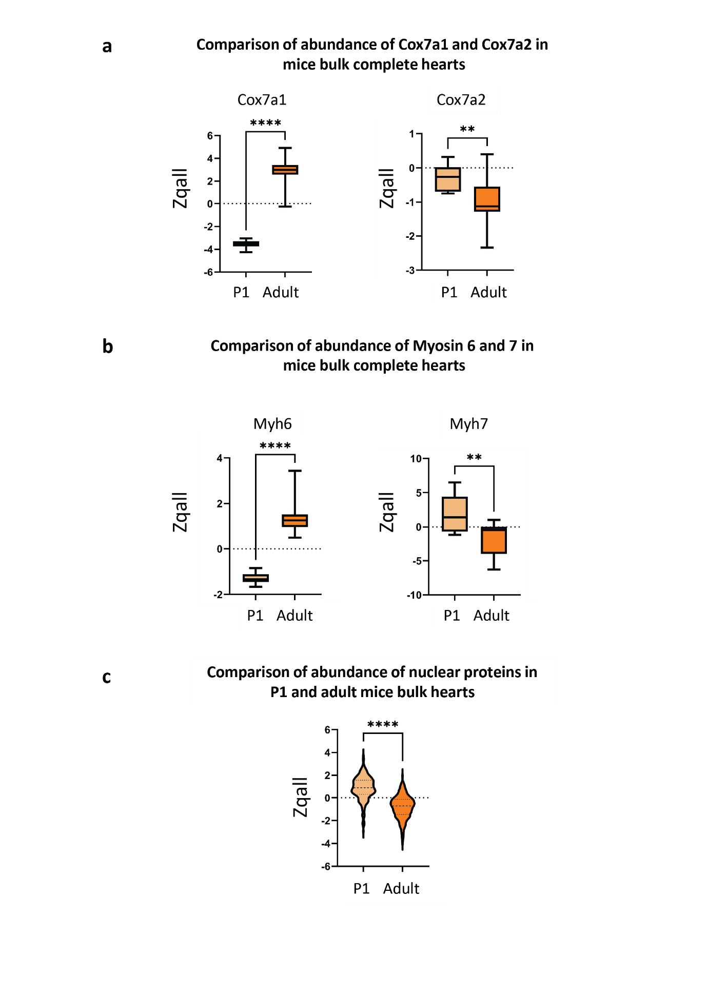 a
Comparison of abundance of Cox7a1 and Cox7a2 in
mice bulk complete hearts
Cox7a1
****
Zqall
6
4
2
0
-2
-4
-6
P1 Adult
Cox7a2
**
Zqall
1
0
-1
-2
-3
P1 Adult
b
Comparison of abundance of Myosin 6 and 7 in
mice bulk complete hearts
Myh6
****
Zqall
4
2
0
-2
P1 Adult
Myh7
**
Zqall
10
5
0
-5
-10
P1 Adult
c
Comparison of abundance of nuclear proteins in
P1 and adult mice bulk hearts
****
Zqall
6
4
2
0
-2
-4
-6
P1 Adult